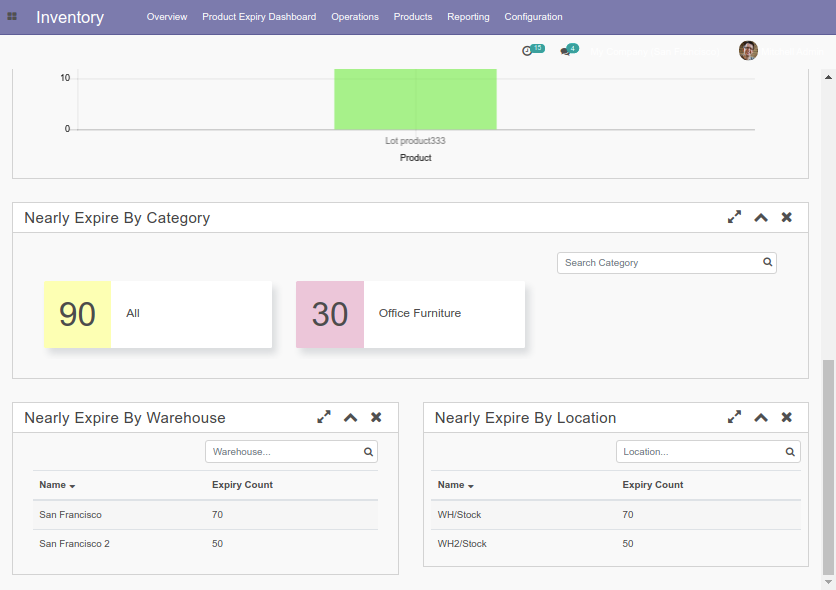 Inventory Overview Product Expiry Dashboard Operations Products Reporting Configuration
15 4
10
0
Lot product333
Product
Nearly Expire By Category
Search Category
90 All 30 Office Furniture
Nearly Expire By Warehouse
Warehouse...
Name Expiry Count
San Francisco 70
San Francisco 2 50
Nearly Expire By Location
Location...
Name Expiry Count
WH/Stock 70
WH2/Stock 50